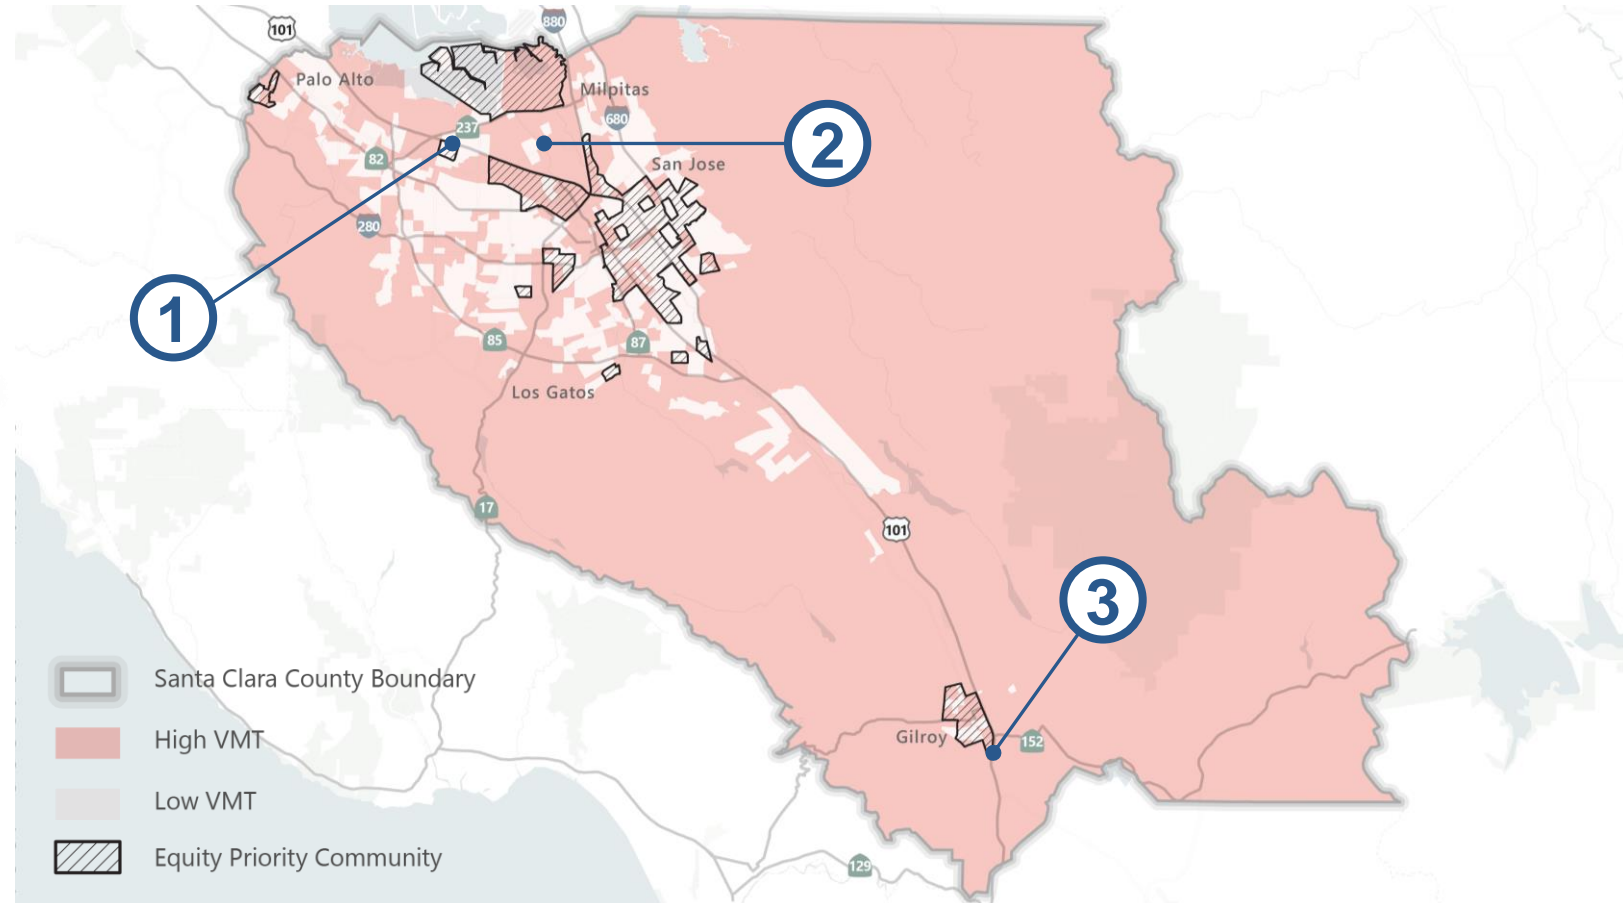 101
880
Palo Alto
Milpitas
680
237
2
82
San Jose
280
1
85
87
Los Gatos
17
101
3
Santa Clara County Boundary
High VMT
Gilroy
152
Low VMT
Equity Priority Community
129